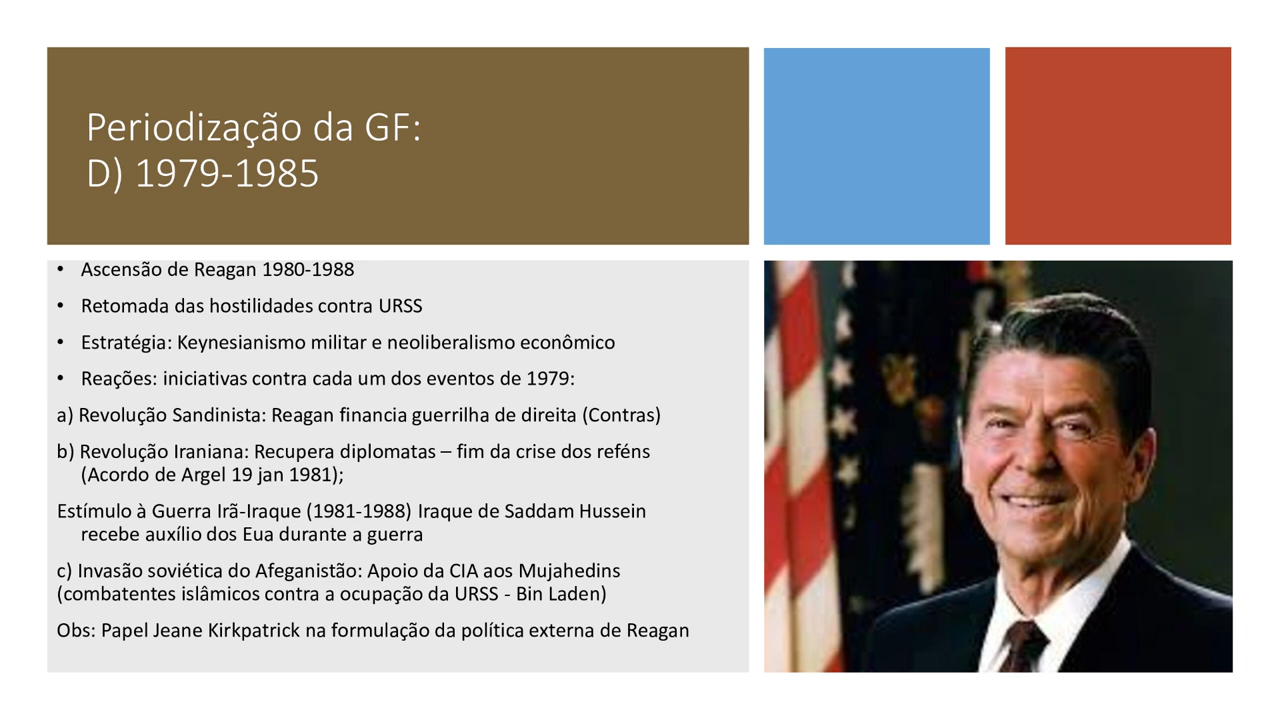 Periodização da GF:
D) 1979-1985
• Ascensão de Reagan 1980-1988
• Retomada das hostilidades contra URSS
• Estratégia: Keynesianismo militar e neoliberalismo econômico
• Reações: iniciativas contra cada um dos eventos de 1979:
a) Revolução Sandinista: Reagan financia guerrilha de direita (Contras)
b) Revolução Iraniana: Recupera diplomatas – fim da crise dos reféns
(Acordo de Argel 19 jan 1981);
Estímulo à Guerra Irã-Iraque (1981-1988) Iraque de Saddam Hussein
recebe auxílio dos Eua durante a guerra
c) Invasão soviética do Afeganistão: Apoio da CIA aos Mujahedins
(combatentes islâmicos contra a ocupação da URSS - Bin Laden)
Obs: Papel Jeane Kirkpatrick na formulação da política externa de Reagan